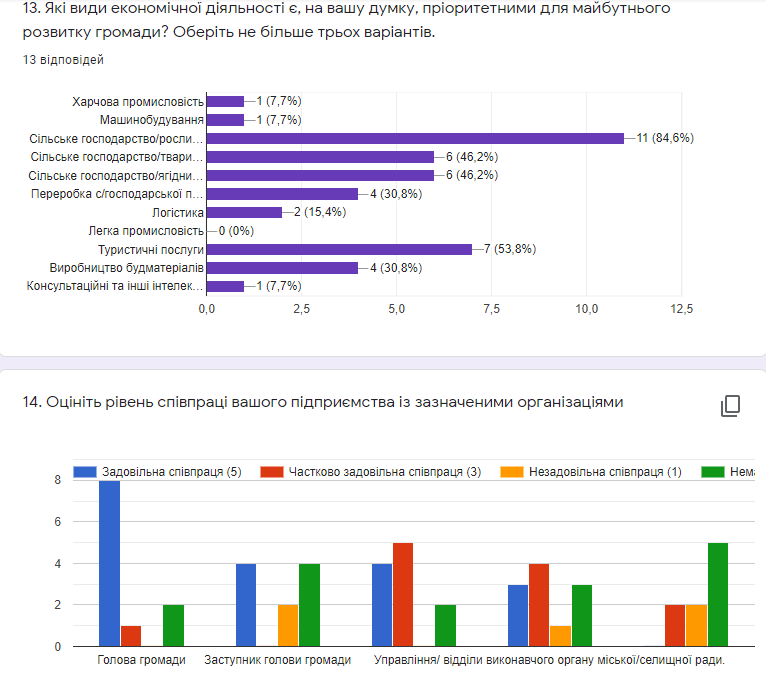 13. Які види економічної діяльності є, на вашу думку, пріоритетними для майбутнього
розвитку громади? Оберіть не більше трьох варіантів.
13 відповідей
Харчова промисловість 1 (7,7%)
Машинобудування 1 (7,7%)
Сільське господарство/росли... 11 (84,6%)
Сільське господарство/твари... 6 (46,2%)
Сільське господарство/ягідни... 6 (46,2%)
Переробка с/господарської п... 4 (30,8%)
Логістика 2 (15,4%)
Легка промисловість 0 (0%)
Туристичні послуги 7 (53,8%)
Виробництво будматеріалів 4 (30,8%)
Консультаційні та інші інтелек... 1 (7,7%)
0,0 2,5 5,0 7,5 10,0 12,5
14. Оцініть рівень співпраці вашого підприємства із зазначеними організаціями
Задовільна співпраця (5) Частково задовільна співпраця (3) Незадовільна співпраця (1) Нема
8
6
4
2
0
Голова громади Заступник голови громади Управління/ відділи виконавчого органу міської/селищної ради.